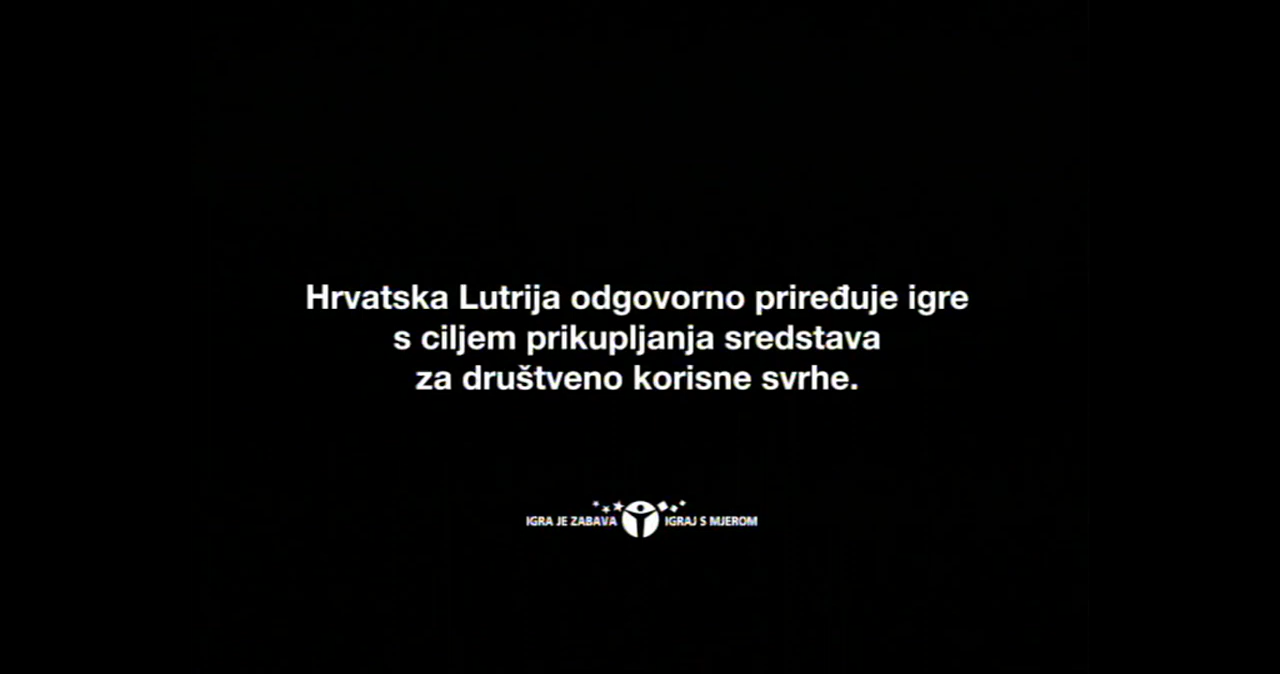 Hrvatska Lutrija odgovorno priređuje igre
s ciljem prikupljanja sredstava
za društveno korisne svrhe.
IGRA JE ZABAVA IGRAJ S MJEROM